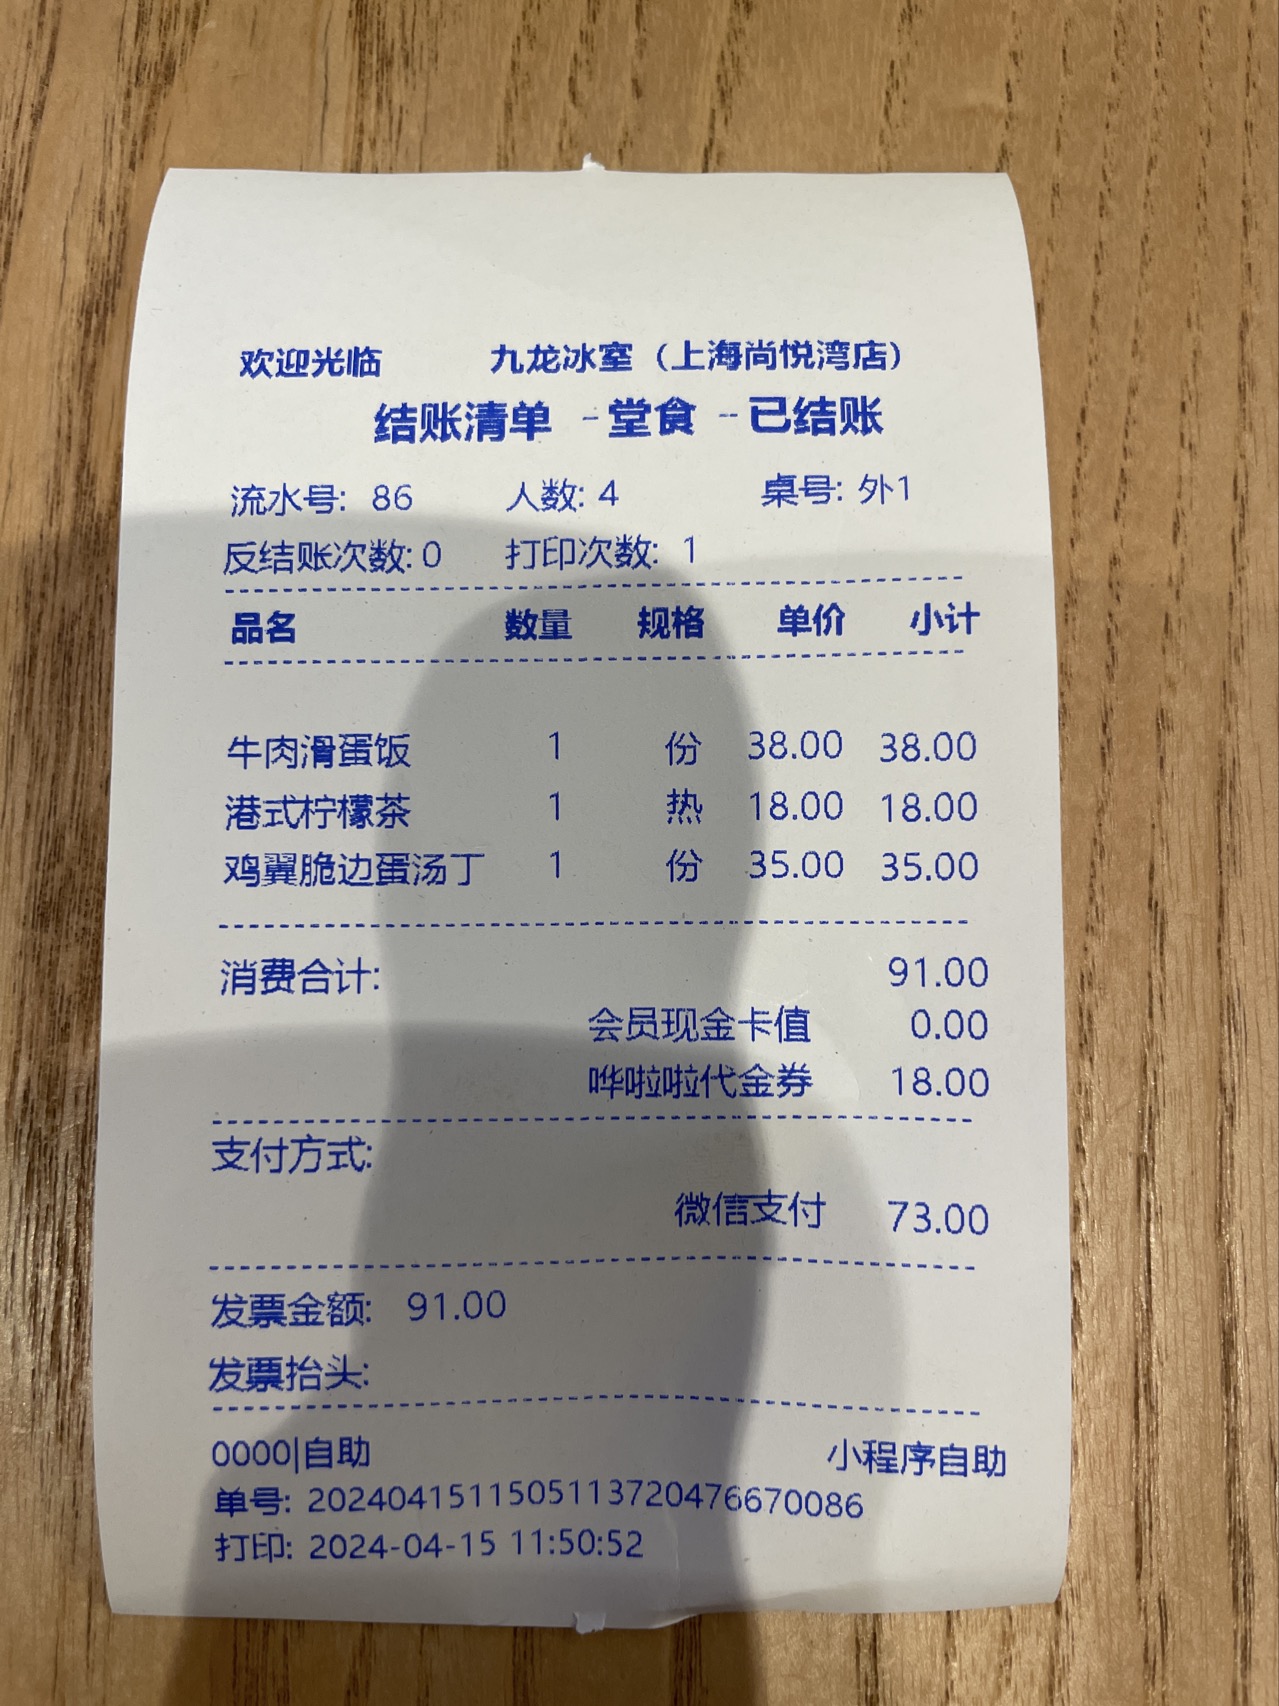 欢迎光临 九龙冰室（上海尚悦湾店）
结账清单 -堂食 --已结账
流水号: 86 人数: 4 桌号: 外1
反结账次数: 0 打印次数: 1
品名 数量 规格 单价 小计
牛肉滑蛋饭 1 份 38.00 38.00
港式柠檬茶 1 热 18.00 18.00
鸡翼脆边蛋汤丁 1 份 35.00 35.00
消费合计: 91.00
会员现金卡值 0.00
哗啦啦代金券 18.00
支付方式:
微信支付 73.00
发票金额: 91.00
发票抬头:
0000|自助 小程序自助
单号: 202404151150511372047667​0086
打印: 2024-04-15 11:50:52